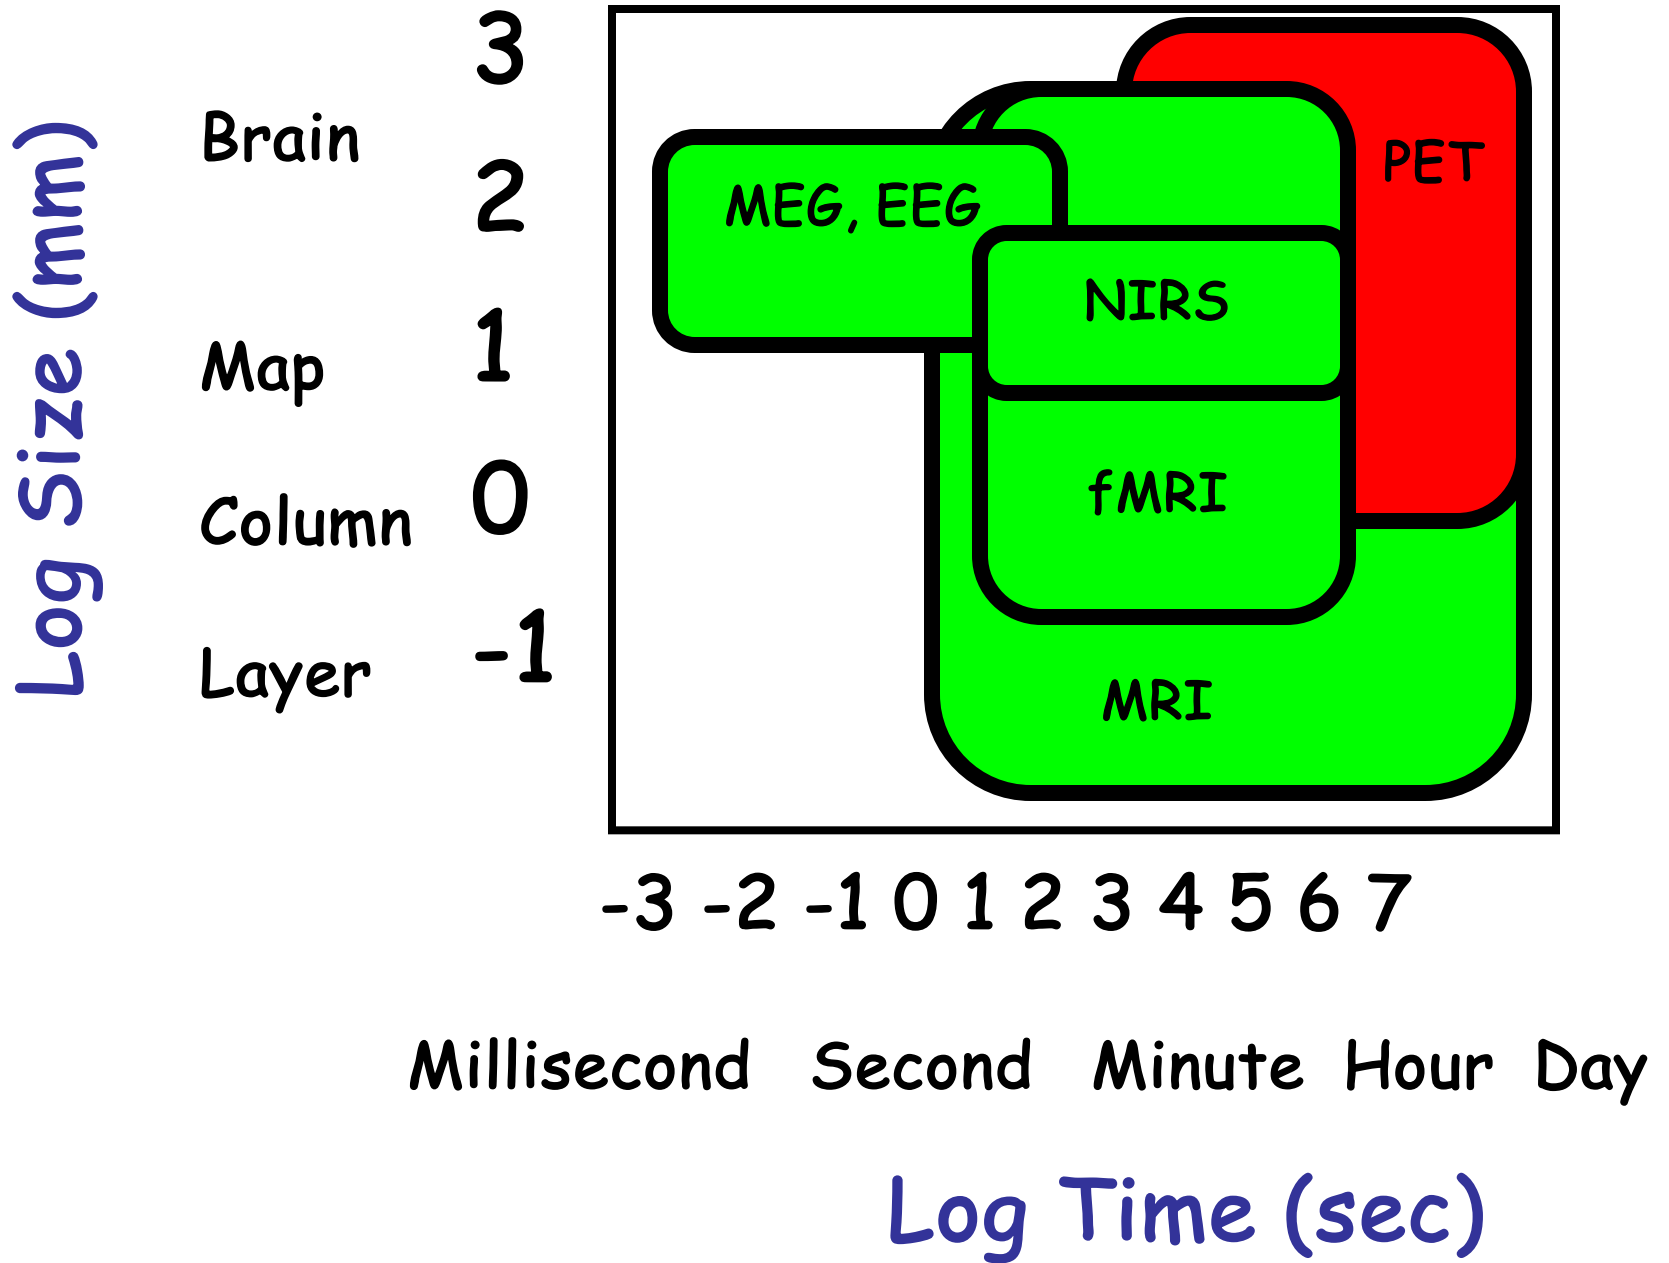 3
Brain
2
1
Map
0
Column
-1
Layer
Log Size (mm)
PET
MEG, EEG
NIRS
fMRI
MRI
-3 -2 -1 0 1 2 3 4 5 6 7
Millisecond Second Minute Hour Day
Log Time (sec)